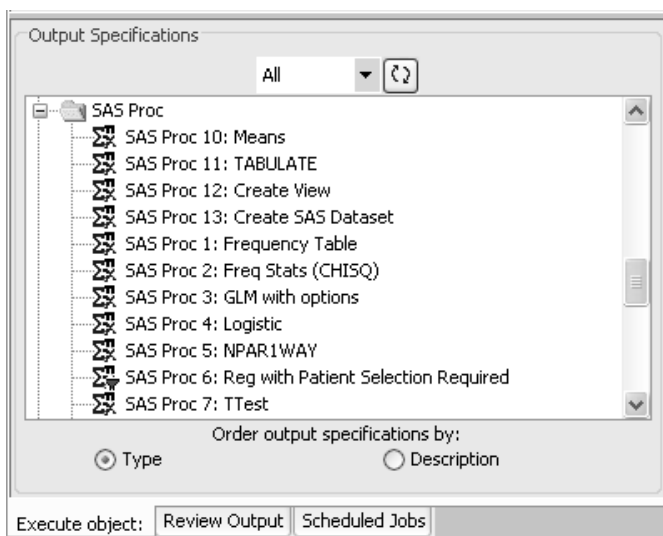 Output Specifications
All
SAS Proc
SAS Proc 10: Means
SAS Proc 11: TABULATE
SAS Proc 12: Create View
SAS Proc 13: Create SAS Dataset
SAS Proc 1: Frequency Table
SAS Proc 2: Freq Stats (CHISQ)
SAS Proc 3: GLM with options
SAS Proc 4: Logistic
SAS Proc 5: NPAR1WAY
SAS Proc 6: Reg with Patient Selection Required
SAS Proc 7: TTest
Order output specifications by:
Type Description
Execute object: Review Output Scheduled Jobs